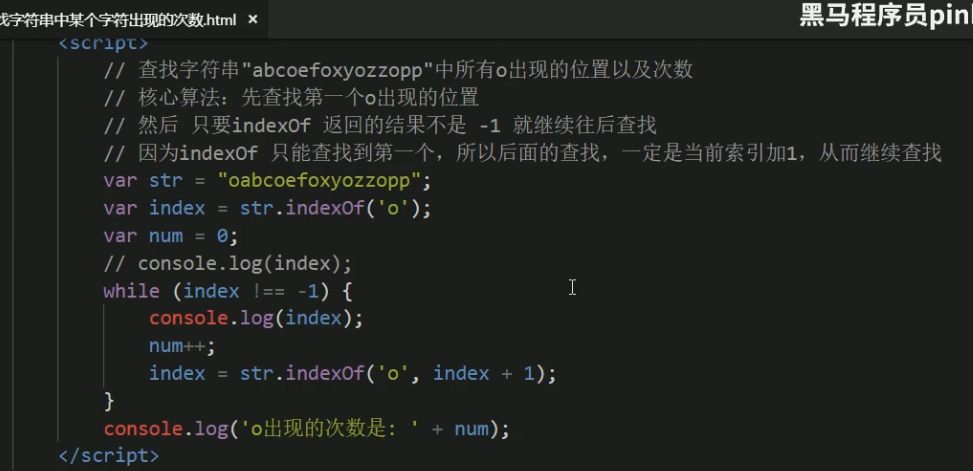 找字符串中某个字符出现的次数.html ×
黑马程序员pin
<script>
// 查找字符串"abcoefoxyozzopp"中所有o出现的位置以及次数
// 核心算法：先查找第一个o出现的位置
// 然后 只要indexOf 返回的结果不是 -1 就继续往后查找
// 因为indexOf 只能查找到第一个，所以后面的查找，一定是当前索引加1，从而继续查找
var str = "oabcoefoxyozzopp";
var index = str.indexOf('o');
var num = 0;
// console.log(index);
while (index !== -1) {
console.log(index);
num++;
index = str.indexOf('o', index + 1);
}
console.log('o出现的次数是: ' + num);
</script>